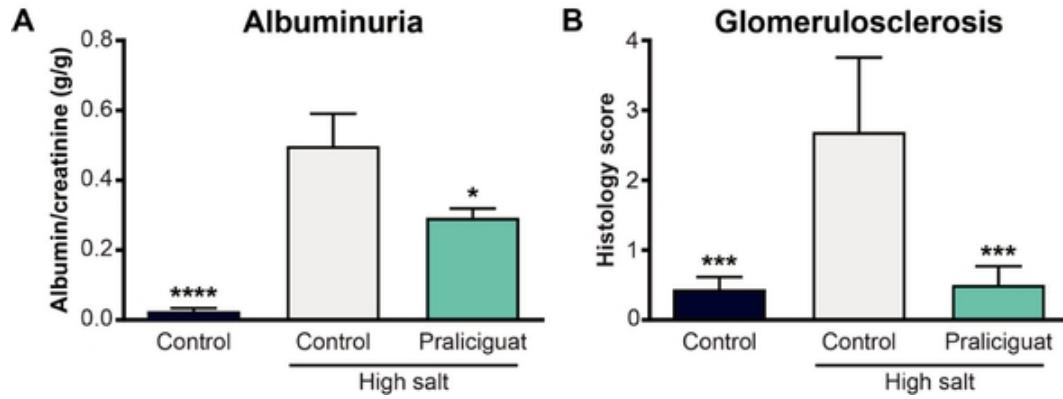 A
Albuminuria
Albumin/creatinine (g/g)
0.8
0.6
0.4
0.2
0.0
****
*
Control
Control
Praliciguat
High salt
B
Glomerulosclerosis
Histology score
4
3
2
1
0
***
***
Control
Control
Praliciguat
High salt